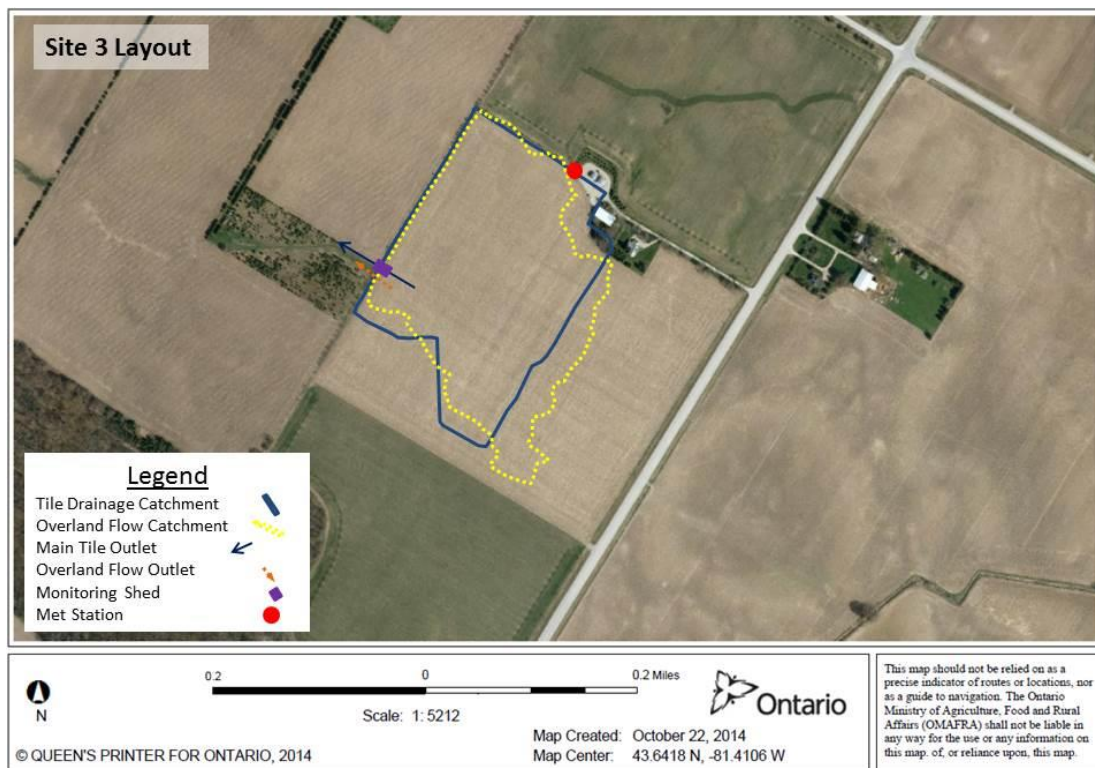 Site 3 Layout
Legend
Tile Drainage Catchment
Overland Flow Catchment
Main Tile Outlet
Overland Flow Outlet
Monitoring Shed
Met Station
N
0.2 0 0.2 Miles
Scale: 1: 5212
© QUEEN'S PRINTER FOR ONTARIO, 2014
Ontario
Map Created: October 22, 2014
Map Center: 43.6418 N, -81.4106 W
This map should not be relied on as a
precise indicator of routes or locations, nor
as a guide to navigation. The Ontario
Ministry of Agriculture, Food and Rural
Affairs (OMAFRA) shall not be liable in
any way for the use or any information on
this map. of, or reliance upon, this map.